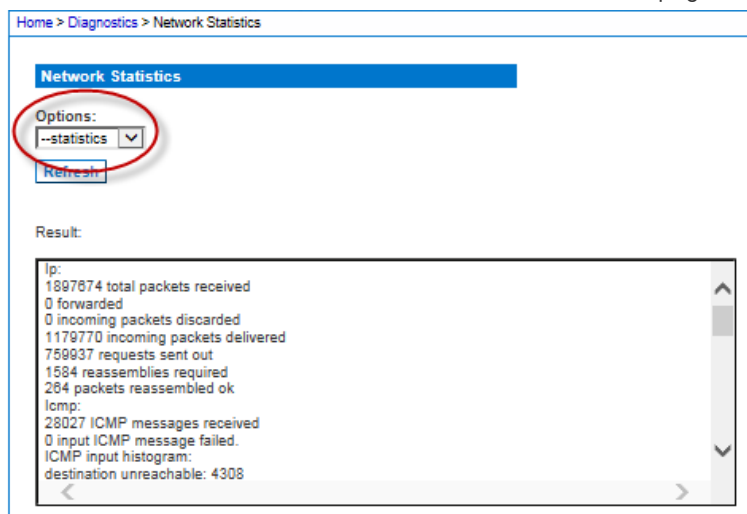 Home > Diagnostics > Network Statistics
Network Statistics
Options:
--statistics
Refresh
Result:
Ip:
1897674 total packets received
0 forwarded
0 incoming packets discarded
1179770 incoming packets delivered
759937 requests sent out
1584 reassemblies required
264 packets reassembled ok
Icmp:
28027 ICMP messages received
0 input ICMP message failed.
ICMP input histogram:
destination unreachable: 4308